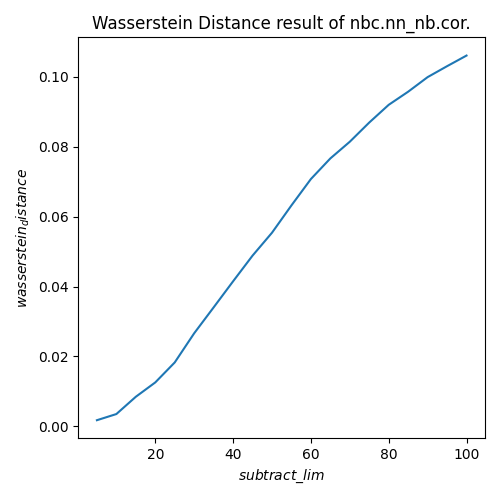 Wasserstein Distance result of nbc.nn_nb.cor.
0.10
0.08
0.06
0.04
0.02
0.00
wasserstein_distance
20 40 60 80 100
subtract_lim